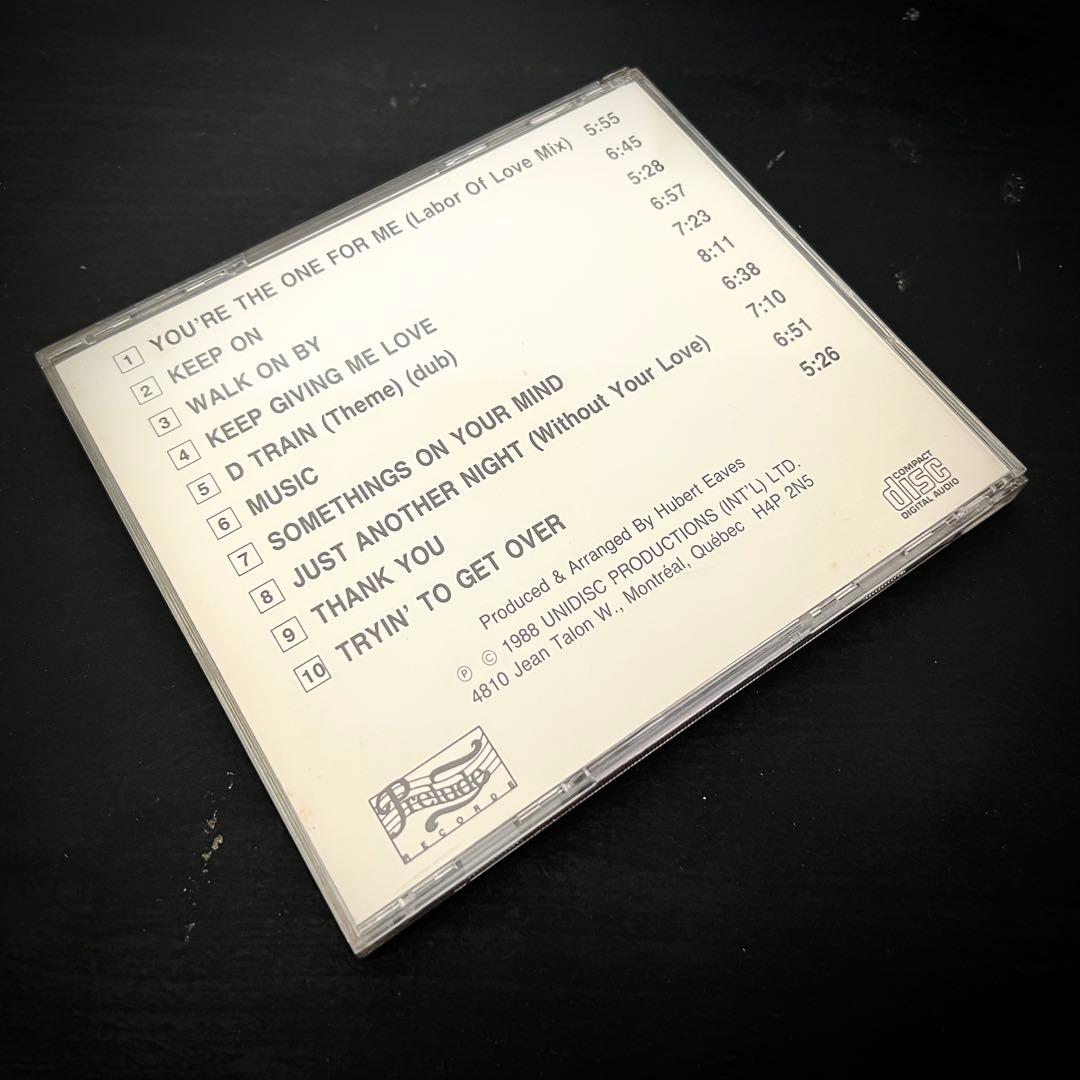 1 YOU'RE THE ONE FOR ME (Labor Of Love Mix) 5:55
2 KEEP ON 6:45
3 WALK ON BY 5:28
4 KEEP GIVING ME LOVE 6:57
5 D TRAIN (Theme) (dub) 7:23
6 MUSIC 8:11
7 SOMETHINGS ON YOUR MIND 6:38
8 JUST ANOTHER NIGHT (Without Your Love) 7:10
9 THANK YOU 6:51
10 TRYIN' TO GET OVER 5:26
Produced & Arranged By Hubert Eaves
℗ © 1988 UNIDISC PRODUCTIONS (INT'L) LTD.
4810 Jean Talon W., Montréal, Québec H4P 2N5
COMPACT
disc
DIGITAL AUDIO
Prelude
RECORDS